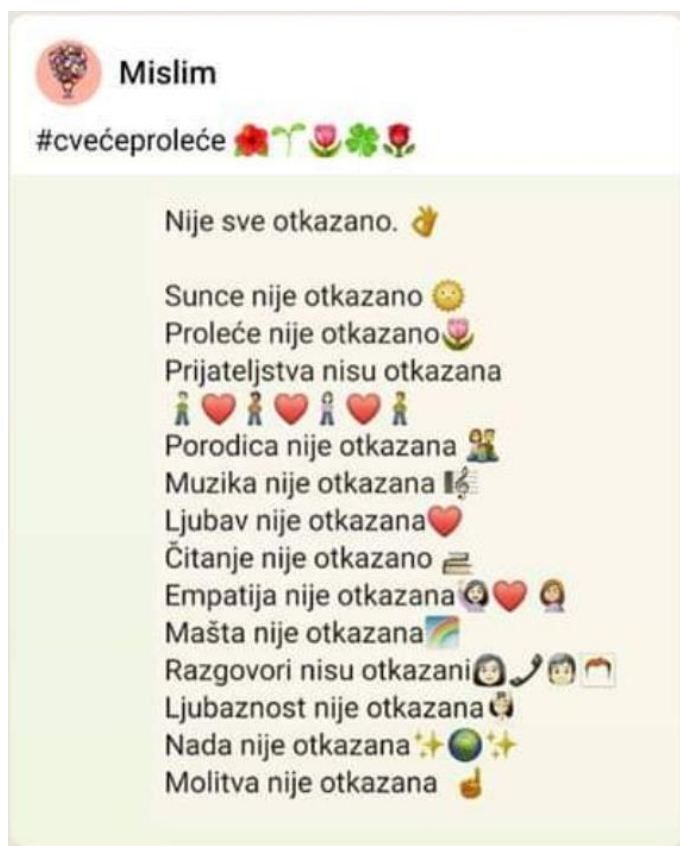 Mislim
#cvećeproleće 🌺🌱🌷🍀🌹
Nije sve otkazano. 👌
Sunce nije otkazano 🌞
Proleće nije otkazano🌷
Prijateljstva nisu otkazana
🧍❤️🧍❤️🧍❤️🧍
Porodica nije otkazana 👫
Muzika nije otkazana 🎼
Ljubav nije otkazana❤️
Čitanje nije otkazano 📚
Empatija nije otkazana🙋❤️🙋
Mašta nije otkazana🌈
Razgovori nisu otkazani👩📞👨
Ljubaznost nije otkazana
Nada nije otkazana✨🌍✨
Molitva nije otkazana ☝️